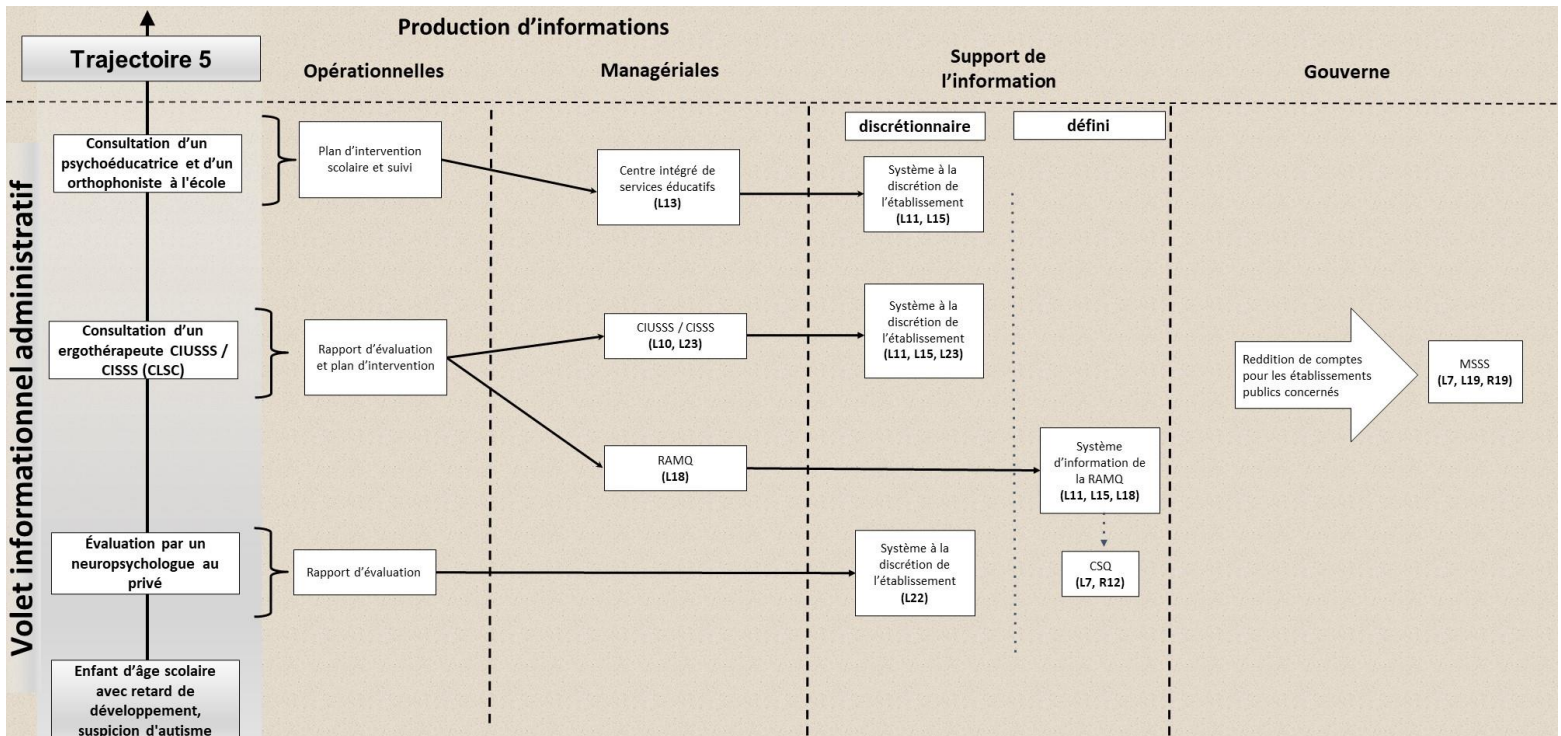 Production d’informations
Trajectoire 5
Opérationnelles
Managériales
Support de
l’information
Gouverne
discrétionnaire
défini
Volet informationnel administratif
Consultation d’un
psychoéducatrice et d’un
orthophoniste à l'école
Plan d’intervention
scolaire et suivi
Centre intégré de
services éducatifs
(L13)
Système à la
discrétion de
l’établissement
(L11, L15)
Consultation d’un
ergothérapeute CIUSSS /
CISSS (CLSC)
Rapport d’évaluation
et plan d’intervention
CIUSSS / CISSS
(L10, L23)
Système à la
discrétion de
l’établissement
(L11, L15, L23)
Reddition de comptes
pour les établissements
publics concernés
MSSS
(L7, L19, R19)
RAMQ
(L18)
Système
d’information de
la RAMQ
(L11, L15, L18)
Évaluation par un
neuropsychologue au
privé
Rapport d’évaluation
Système à la
discrétion de
l’établissement
(L22)
CSQ
(L7, R12)
Enfant d’âge scolaire
avec retard de
développement,
suspicion d'autisme